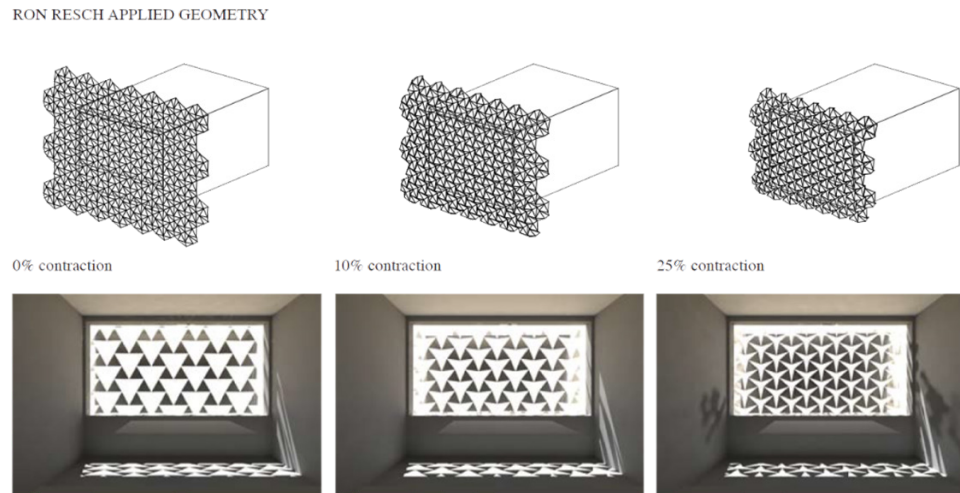 RON RESCH APPLIED GEOMETRY
0% contraction
10% contraction
25% contraction